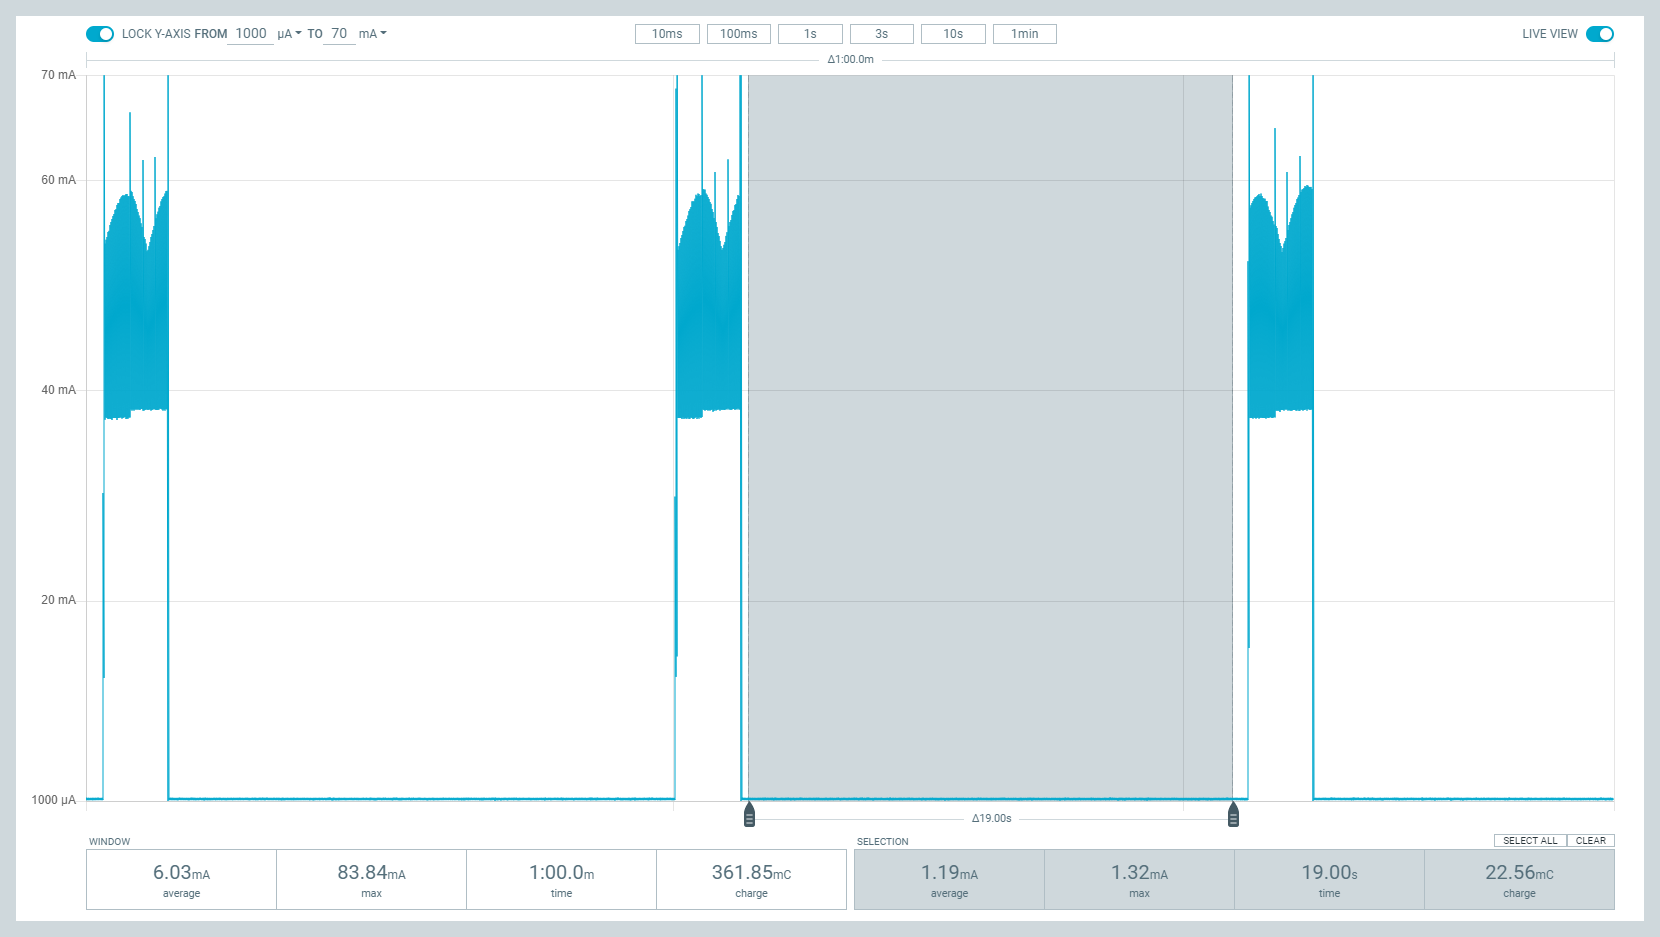 LOCK Y-AXIS FROM 1000 µA TO 70 mA 10ms 100ms 1s 3s 10s 1min LIVE VIEW
Δ1:00.0m
70 mA
60 mA
40 mA
20 mA
1000 µA
Δ19.00s
WINDOW SELECTION SELECT ALL CLEAR
6.03mA 83.84mA 1:00.0m 361.85mC 1.19mA 1.32mA 19.00s 22.56mC
average max time charge average max time charge